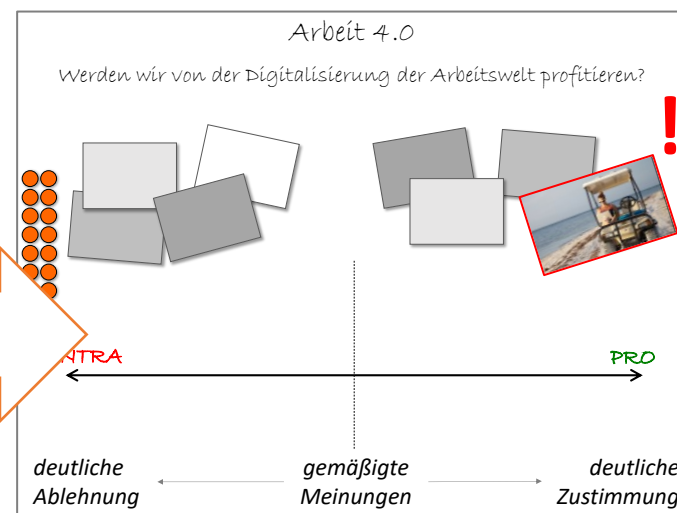 Arbeit 4.0
Werden wir von der Digitalisierung der Arbeitswelt profitieren?
!
NTRA
PRO
deutliche
Ablehnung
gemäßigte
Meinungen
deutliche
Zustimmung